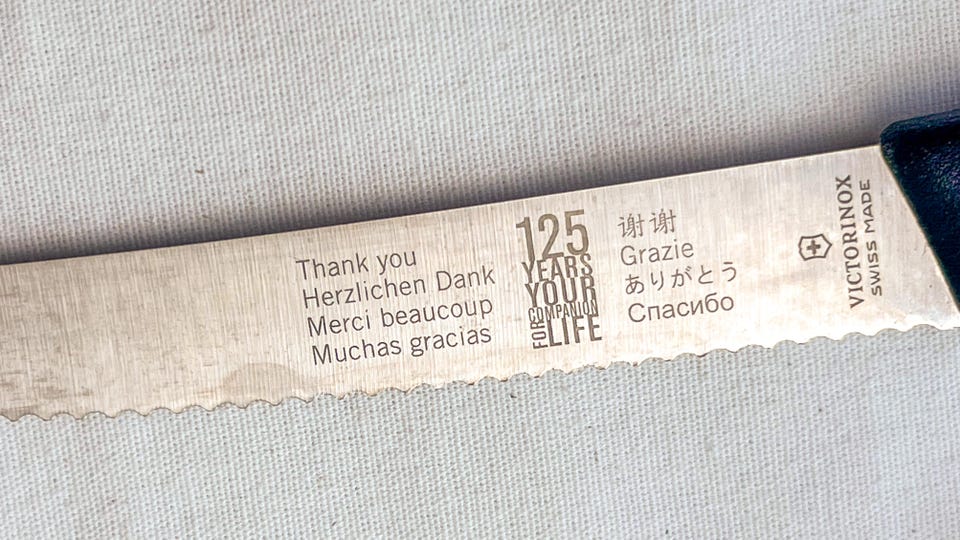 Thank you
Herzlichen Dank
Merci beaucoup
Muchas gracias
125
YEARS
YOUR
COMPANION
FOR LIFE
谢谢
Grazie
ありがとう
Спасибо
VICTORINOX
SWISS MADE